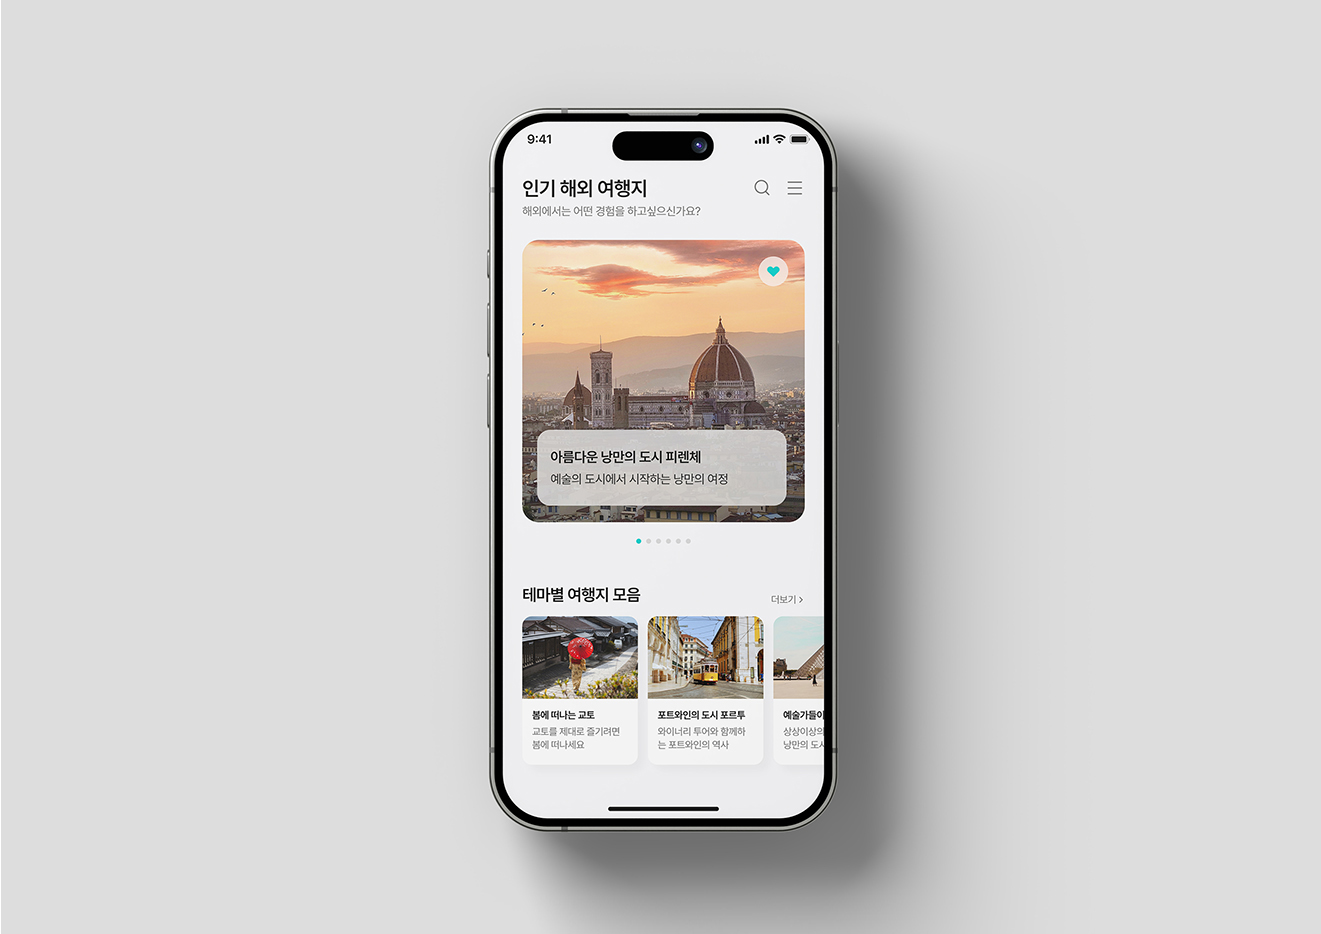 9:41
인기 해외 여행지
해외에서는 어떤 경험을 하고싶으신가요?
아름다운 낭만의 도시 피렌체
예술의 도시에서 시작하는 낭만의 여정
테마별 여행지 모음
더보기 >
봄에 떠나는 교토
교토를 제대로 즐기려면
봄에 떠나세요
포트와인의 도시 포르투
와이너리 투어와 함께하
는 포트와인의 역사
예술가들이
상상이상의
낭만의 도시